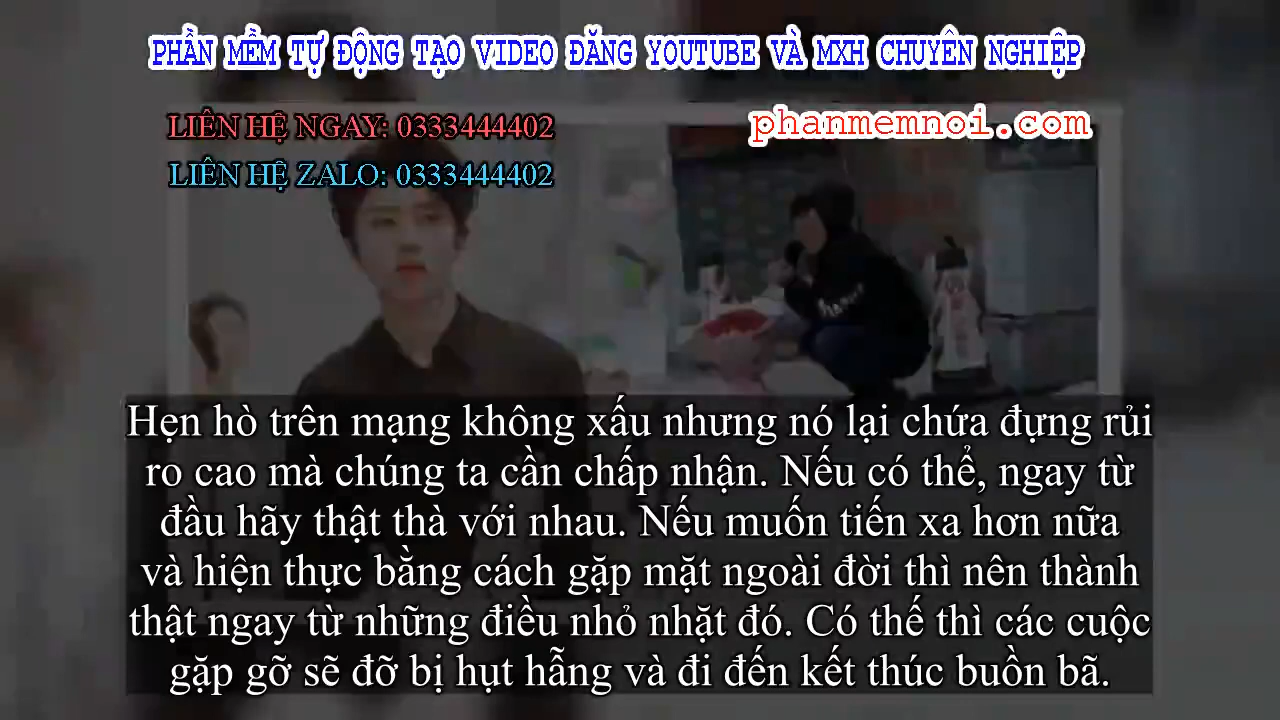 PHẦN MỀM TỰ ĐỘNG TẠO VIDEO ĐĂNG YOUTUBE VÀ MXH CHUYÊN NGHIỆP
LIÊN HỆ NGAY: 0333444402
phanmemnoi.com
LIÊN HỆ ZALO: 0333444402
Hẹn hò trên mạng không xấu nhưng nó lại chứa đựng rủi
ro cao mà chúng ta cần chấp nhận. Nếu có thể, ngay từ
đầu hãy thật thà với nhau. Nếu muốn tiến xa hơn nữa
và hiện thực bằng cách gặp mặt ngoài đời thì nên thành
thật ngay từ những điều nhỏ nhặt đó. Có thế thì các cuộc
gặp gỡ sẽ đỡ bị hụt hẫng và đi đến kết thúc buồn bã.